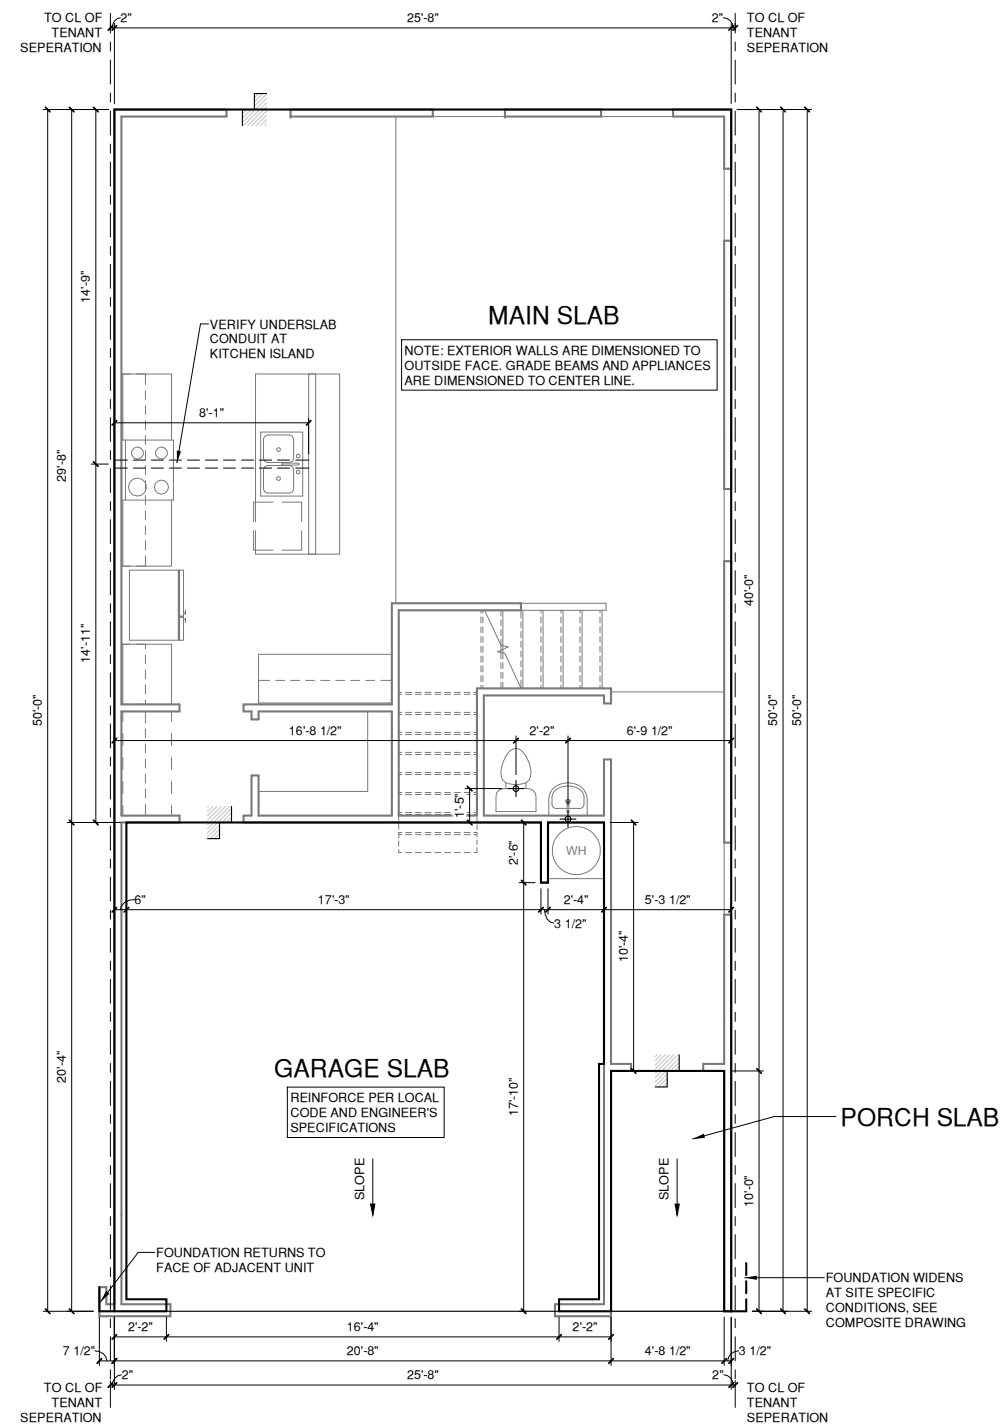 TO CL OF
TENANT
SEPERATION
2"
25'-8"
2"
TO CL OF
TENANT
SEPERATION
14'-9"
MAIN SLAB
VERIFY UNDERSLAB
CONDUIT AT
KITCHEN ISLAND
NOTE: EXTERIOR WALLS ARE DIMENSIONED TO
OUTSIDE FACE. GRADE BEAMS AND APPLIANCES
ARE DIMENSIONED TO CENTER LINE.
8'-1"
29'-8"
40'-0"
14'-11"
50'-0"
50'-0"
50'-0"
16'-8 1/2"
2'-2"
6'-9 1/2"
1'-5"
2'-6"
WH
6"
17'-3"
2'-4"
5'-3 1/2"
3 1/2"
10'-4"
20'-4"
GARAGE SLAB
REINFORCE PER LOCAL
CODE AND ENGINEER'S
SPECIFICATIONS
17'-10"
PORCH SLAB
SLOPE
SLOPE
10'-0"
FOUNDATION RETURNS TO
FACE OF ADJACENT UNIT
FOUNDATION WIDENS
AT SITE SPECIFIC
CONDITIONS, SEE
COMPOSITE DRAWING
2'-2"
16'-4"
2'-2"
7 1/2"
20'-8"
4'-8 1/2"
3 1/2"
2"
25'-8"
2"
TO CL OF
TENANT
SEPERATION
TO CL OF
TENANT
SEPERATION